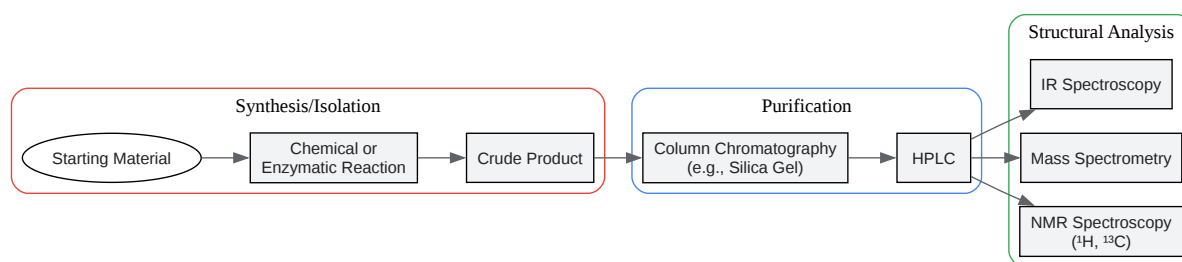 Structural Analysis
IR Spectroscopy
Synthesis/Isolation
Purification
Starting Material
Chemical or
Enzymatic Reaction
Crude Product
Column Chromatography
(e.g., Silica Gel)
HPLC
Mass Spectrometry
NMR Spectroscopy
(¹H, ¹³C)